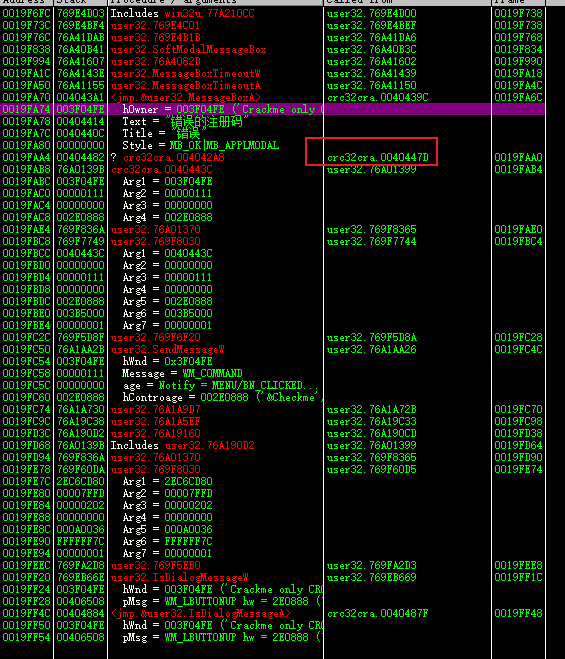 Address Stack Procedure / arguments Called from Frame
0019F6FC 769E4D03 Includes win32u.77A210CC user32.769E4D00 0019F738
0019F73C 769E4BF4 user32.769E4C01 user32.769E4BEF 0019F738
0019F76C 76A41DAB user32.769E4B1B user32.76A41DA6 0019F768
0019F838 76A40B41 user32.SoftModalMessageBox user32.76A40B3C 0019F834
0019F994 76A41607 user32.76A4082D user32.76A41602 0019F990
0019FA1C 76A4143E user32.MessageBoxTimeoutW user32.76A41439 0019FA18
0019FA50 76A41155 user32.MessageBoxTimeoutA user32.76A41150 0019FA4C
0019FA70 004043A1 <jmp.&user32.MessageBoxA> crc32cra.0040439C 0019FA6C
0019FA74 003F04FE hOwner = 003F04FE ('Crackme only C
0019FA78 00404414 Text = "错误的注册码"
0019FA7C 0040440C Title = "错误"
0019FA80 00000000 Style = MB_OK|MB_APPLMODAL
0019FAA4 00404482 ? crc32cra.004042A8 crc32cra.0040447D 0019FAA0
0019FAB8 76A0139B crc32cra.0040443C user32.76A01399 0019FAB4
0019FABC 003F04FE Arg1 = 003F04FE
0019FAC0 00000111 Arg2 = 00000111
0019FAC4 00000000 Arg3 = 00000000
0019FAC8 002E0888 Arg4 = 002E0888
0019FAE4 769F836A user32.76A01370 user32.769F8365 0019FAE0
0019FBC8 769F7749 user32.769F8030 user32.769F7744 0019FBC4
0019FBCC 0040443C Arg1 = 0040443C
0019FBD0 00000000 Arg2 = 00000000
0019FBD4 00000111 Arg3 = 00000111
0019FBD8 00000000 Arg4 = 00000000
0019FBDC 002E0888 Arg5 = 002E0888
0019FBE0 003B5000 Arg6 = 003B5000
0019FBE4 00000001 Arg7 = 00000001
0019FC2C 769F5D8F user32.769F6F20 user32.769F5D8A 0019FC28
0019FC50 76A1AA2B user32.SendMessageW user32.76A1AA26 0019FC4C
0019FC54 003F04FE hWnd = 0x3F04FE
0019FC58 00000111 Message = WM_COMMAND
0019FC5C 00000000 age = Notify = MENU/BN_CLICKED..;
0019FC60 002E0888 hControage = 002E0888 ('&Checkme',
0019FC74 76A1A730 user32.76A1A9D7 user32.76A1A72B 0019FC70
0019FC9C 76A19C38 user32.76A1A5EF user32.76A19C33 0019FC98
0019FD3C 76A190D2 user32.76A19160 user32.76A190CD 0019FD38
0019FD68 76A0139B Includes user32.76A190D2 user32.76A01399 0019FD64
0019FD94 769F836A user32.76A01370 user32.769F8365 0019FD90
0019FE78 769F60DA user32.769F8030 user32.769F60D5 0019FE74
0019FE7C 2EC6CD80 Arg1 = 2EC6CD80
0019FE80 00007FFD Arg2 = 00007FFD
0019FE84 00000202 Arg3 = 00000202
0019FE88 00000000 Arg4 = 00000000
0019FE8C 000A0036 Arg5 = 000A0036
0019FE90 FFFFFF7C Arg6 = FFFFFF7C
0019FE94 00000001 Arg7 = 00000001
0019FEEC 769FA2D8 user32.769F5EB0 user32.769FA2D3 0019FEE8
0019FF20 769EB66E user32.IsDialogMessageW user32.769EB669 0019FF1C
0019FF24 003F04FE hWnd = 003F04FE ('Crackme only CRC
0019FF28 00406508 pMsg = WM_LBUTTONUP hw = 2E0888 (
0019FF4C 00404884 <jmp.&user32.IsDialogMessageA> crc32cra.0040487F 0019FF48
0019FF50 003F04FE hWnd = 003F04FE ('Crackme only CRC
0019FF54 00406508 pMsg = WM_LBUTTONUP hw = 2E0888 (